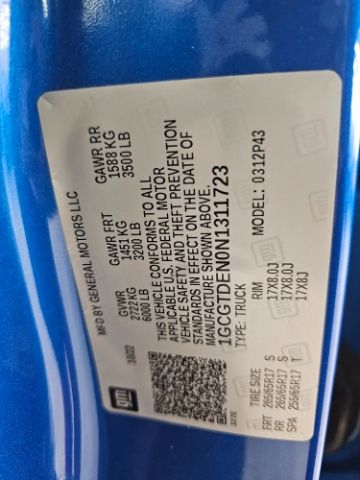 MFD BY GENERAL MOTORS LLC
10/22
GVWR
2722 KG
6000 LB
GAWR FRT
1451 KG
3200 LB
GAWR RR
1588 KG
3500 LB
THIS VEHICLE CONFORMS TO ALL
APPLICABLE U.S. FEDERAL MOTOR
VEHICLE SAFETY AND THEFT PREVENTION
STANDARDS IN EFFECT ON THE DATE OF
MANUFACTURE SHOWN ABOVE.
1GCGTDEN0N1311723
TYPE: TRUCK
MODEL: 0312P43
TIRE SIZE
RIM
FRT 265/65R17 S 17X8.0J
RR 265/65R17 S 17X8.0J
SPA 255/65R17 T 17X8J
gm